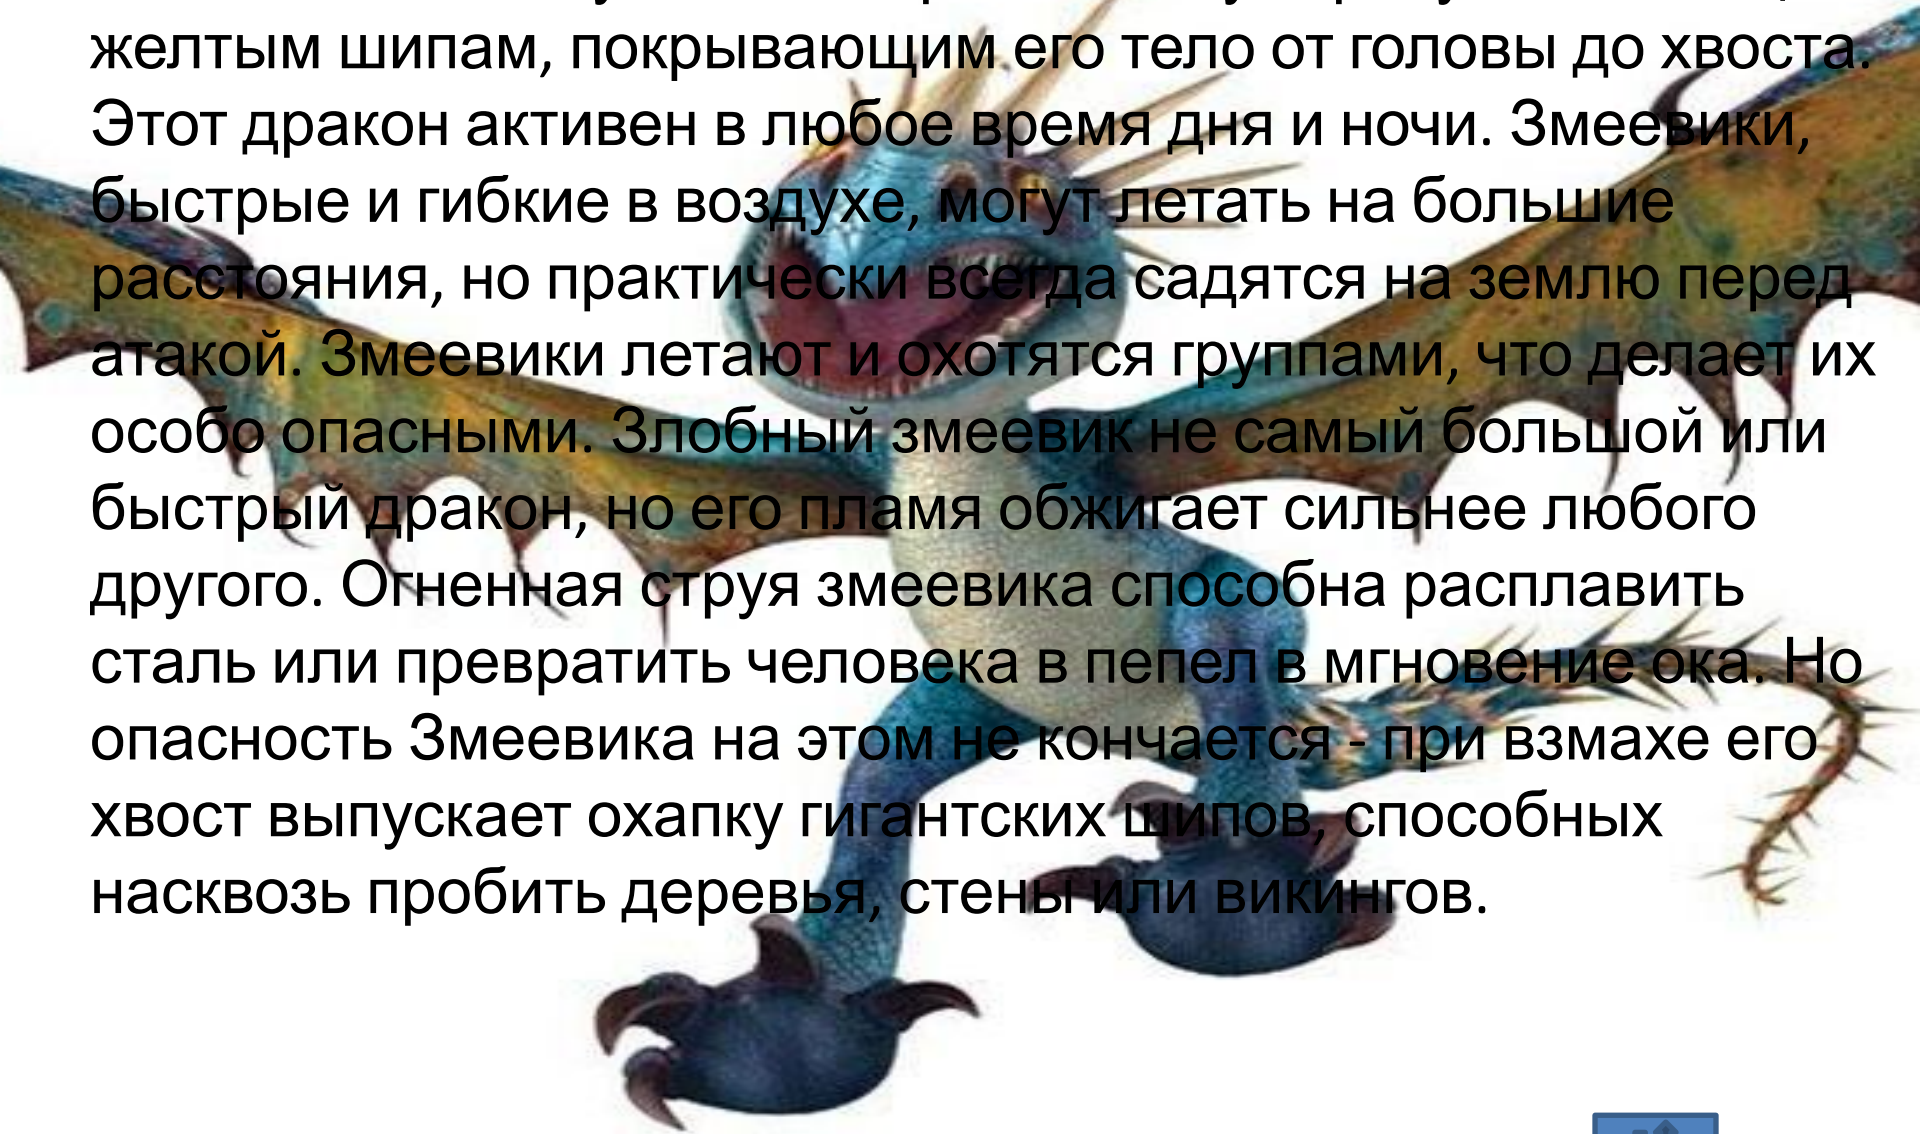 желтым шипам, покрывающим его тело от головы до хвоста.
Этот дракон активен в любое время дня и ночи. Змеевики,
быстрые и гибкие в воздухе, могут летать на большие
расстояния, но практически всегда садятся на землю перед
атакой. Змеевики летают и охотятся группами, что делает их
особо опасными. Злобный змеевик не самый большой или
быстрый дракон, но его пламя обжигает сильнее любого
другого. Огненная струя змеевика способна расплавить
сталь или превратить человека в пепел в мгновение ока. Но
опасность Змеевика на этом не кончается - при взмахе его
хвост выпускает охапку гигантских шипов, способных
насквозь пробить деревья, стены или викингов.